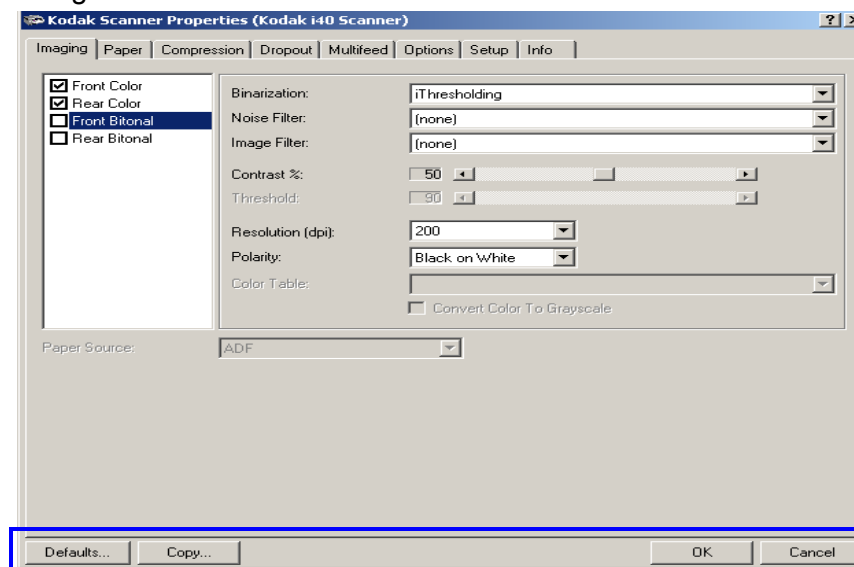 Kodak Scanner Properties (Kodak i40 Scanner)
Imaging Paper Compression Dropout Multifeed Options Setup Info
Front Color
Rear Color
Front Bitonal
Rear Bitonal
Binarization: iThresholding
Noise Filter: (none)
Image Filter: (none)
Contrast %: 50
Threshold: 90
Resolution (dpi): 200
Polarity: Black on White
Color Table:
Convert Color To Grayscale
Paper Source: ADF
Defaults... Copy... OK Cancel